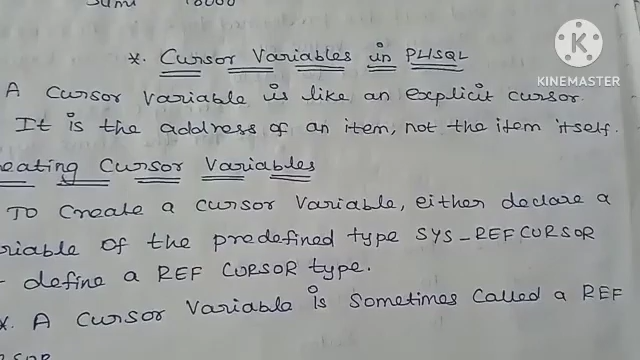 Sumi 18000
*. Cursor Variables in PL/SQL
A cursor variable is like an explicit cursor.
It is the address of an item, not the item itself.
eating Cursor Variables
To create a cursor variable, either declare a
riable of the predefined type SYS_REFCURSOR
define a REF CURSOR type.
*. A cursor variable is sometimes called a REF
K
KINEMASTER